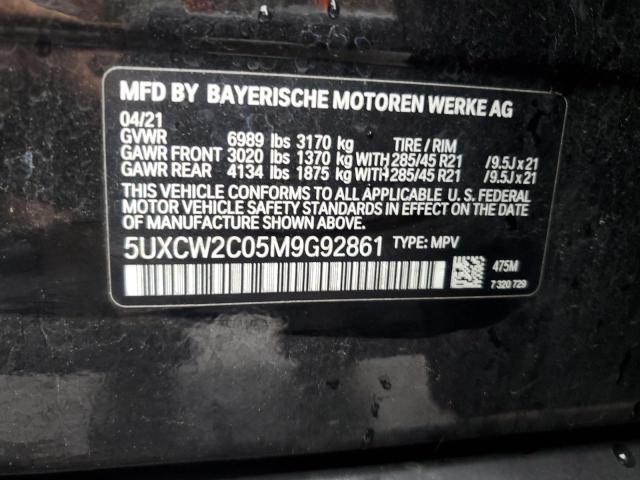 MFD BY BAYERISCHE MOTOREN WERKE AG
04/21
GVWR 6989 lbs 3170 kg TIRE / RIM
GAWR FRONT 3020 lbs 1370 kg WITH 285/45 R21 /9.5J x 21
GAWR REAR 4134 lbs 1875 kg WITH 285/45 R21 /9.5J x 21
THIS VEHICLE CONFORMS TO ALL APPLICABLE U.S. FEDERAL
MOTOR VEHICLE SAFETY STANDARDS IN EFFECT ON THE DATE
OF MANUFACTURE SHOWN ABOVE.
5UXCW2C05M9G92861 TYPE: MPV
475M
7 320 729